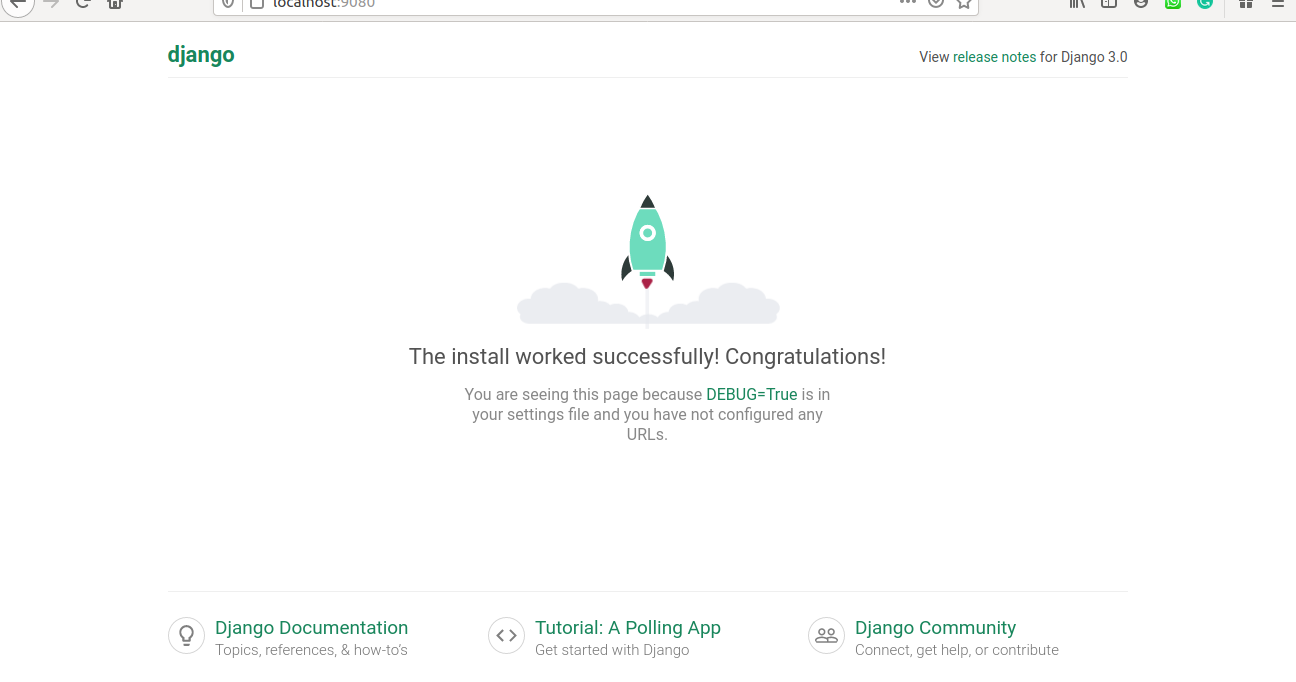 localhost:9080
django
View release notes for Django 3.0
The install worked successfully! Congratulations!
You are seeing this page because DEBUG=True is in
your settings file and you have not configured any
URLs.
Django Documentation
Topics, references, & how-to’s
Tutorial: A Polling App
Get started with Django
Django Community
Connect, get help, or contribute